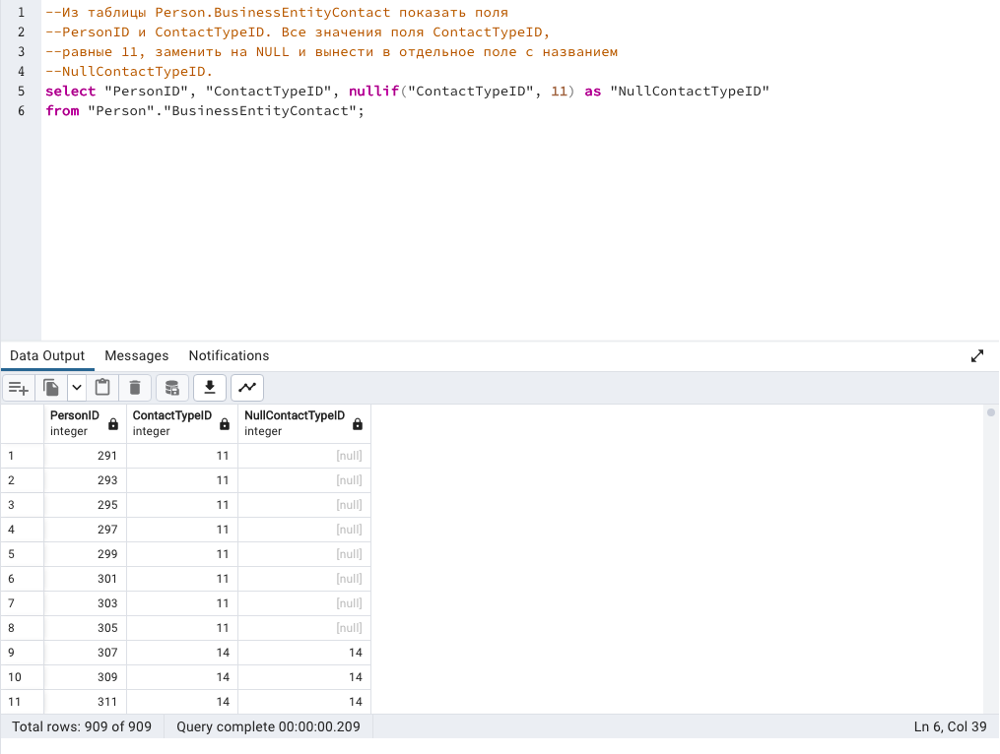 1 --Из таблицы Person.BusinessEntityContact показать поля
2 --PersonID и ContactTypeID. Все значения поля ContactTypeID,
3 --равные 11, заменить на NULL и вынести в отдельное поле с названием
4 --NullContactTypeID.
5 select "PersonID", "ContactTypeID", nullif("ContactTypeID", 11) as "NullContactTypeID"
6 from "Person"."BusinessEntityContact";
Data Output Messages Notifications
PersonID ContactTypeID NullContactTypeID
integer integer integer
1 291 11 [null]
2 293 11 [null]
3 295 11 [null]
4 297 11 [null]
5 299 11 [null]
6 301 11 [null]
7 303 11 [null]
8 305 11 [null]
9 307 14 14
10 309 14 14
11 311 14 14
Total rows: 909 of 909 Query complete 00:00:00.209 Ln 6, Col 39